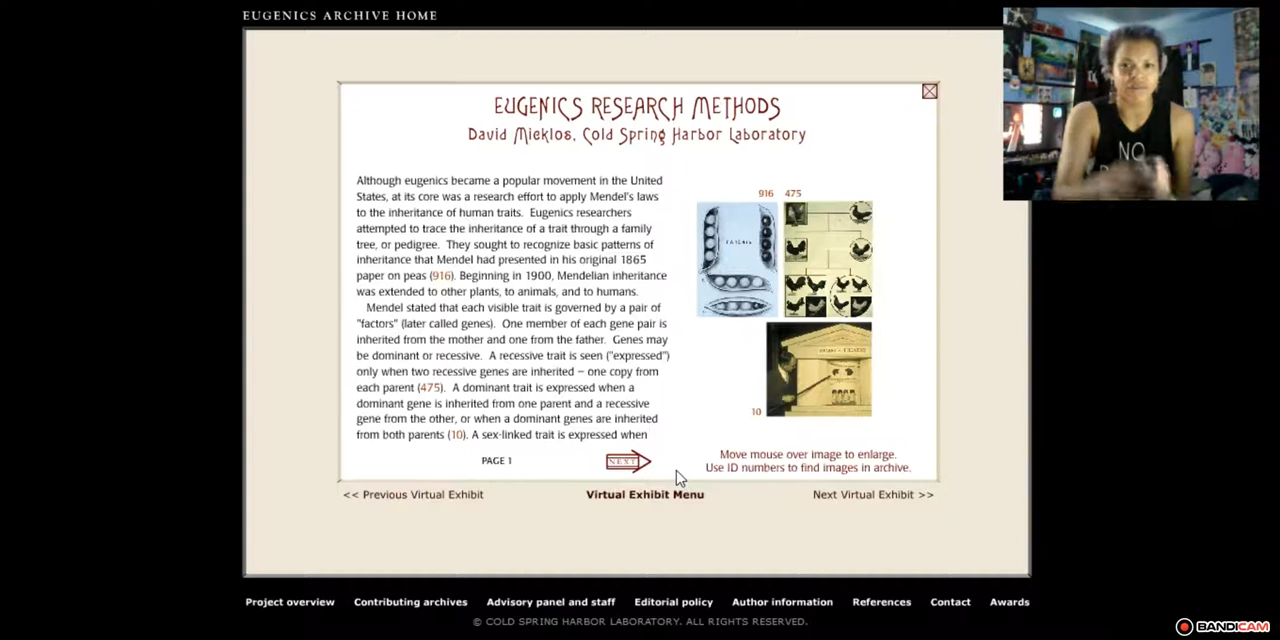 EUGENICS ARCHIVE HOME
EUGENICS RESEARCH METHODS
David Micklos, Cold Spring Harbor Laboratory
Although eugenics became a popular movement in the United
States, at its core was a research effort to apply Mendel's laws
to the inheritance of human traits. Eugenics researchers
attempted to trace the inheritance of a trait through a family
tree, or pedigree. They sought to recognize basic patterns of
inheritance that Mendel had presented in his original 1865
paper on peas (916). Beginning in 1900, Mendelian inheritance
was extended to other plants, to animals, and to humans.
Mendel stated that each visible trait is governed by a pair of
"factors" (later called genes). One member of each gene pair is
inherited from the mother and one from the father. Genes may
be dominant or recessive. A recessive trait is seen ("expressed")
only when two recessive genes are inherited – one copy from
each parent (475). A dominant trait is expressed when a
dominant gene is inherited from one parent and a recessive
gene from the other, or when a dominant genes are inherited
from both parents (10). A sex-linked trait is expressed when
916 475
PARENTS
10
PAGE 1
NEXT
Move mouse over image to enlarge.
Use ID numbers to find images in archive.
<< Previous Virtual Exhibit
Virtual Exhibit Menu
Next Virtual Exhibit >>
NO
Project overview
Contributing archives
Advisory panel and staff
Editorial policy
Author information
References
Contact
Awards
© COLD SPRING HARBOR LABORATORY. ALL RIGHTS RESERVED.
BANDICAM